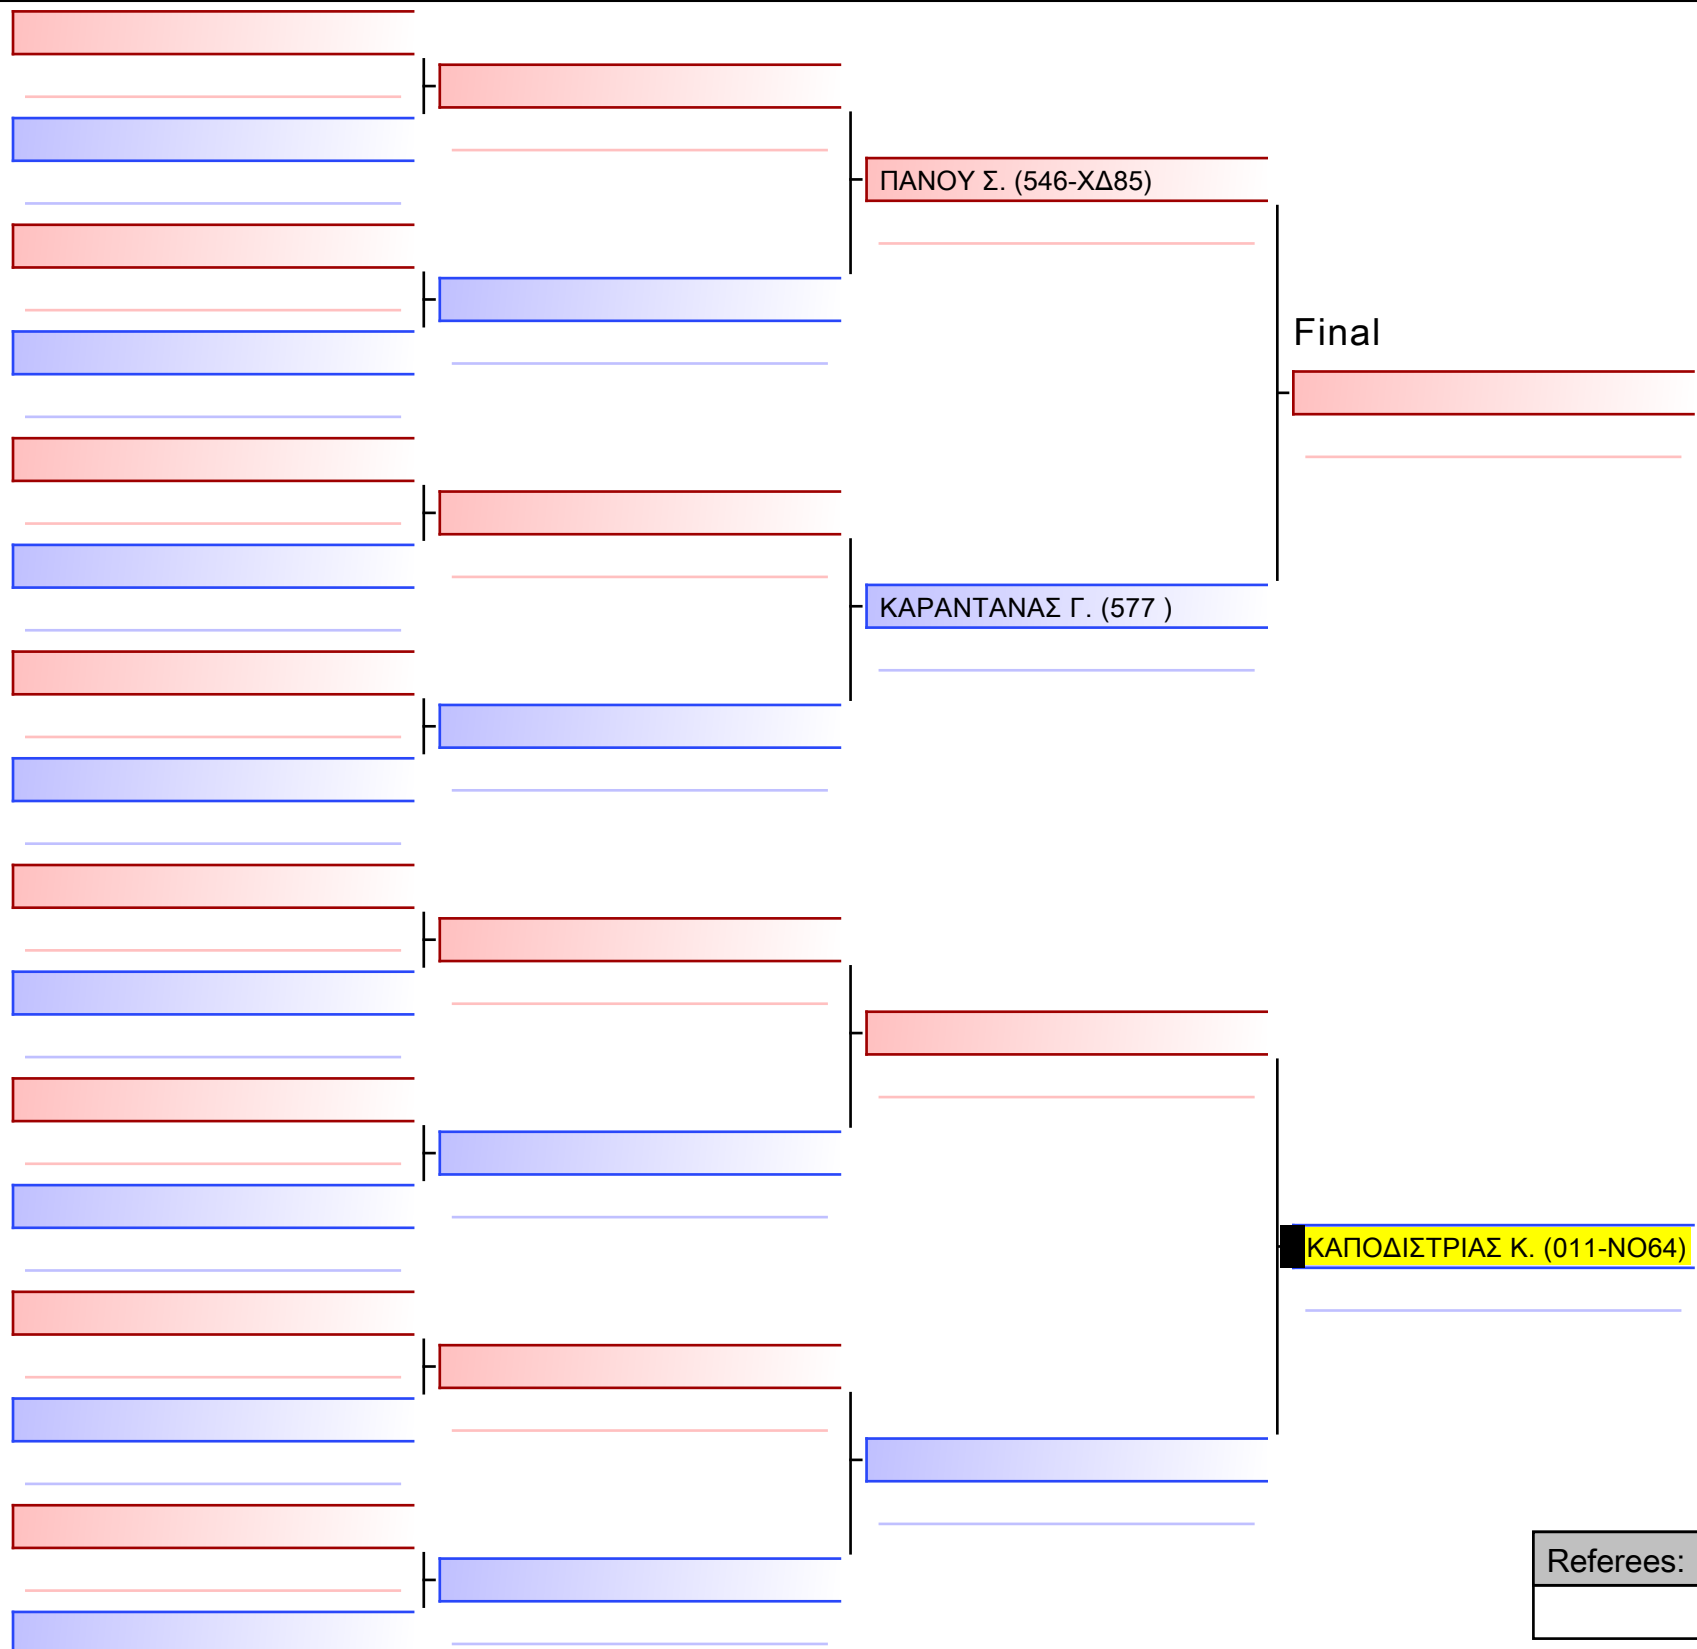 ΠΑΝΟΥ Σ. (546-ΧΔ85)
Final
ΚΑΡΑΝΤΑΝΑΣ Γ. (577 )
ΚΑΠΟΔΙΣΤΡΙΑΣ Κ. (011-ΝΟ64)
Referees: